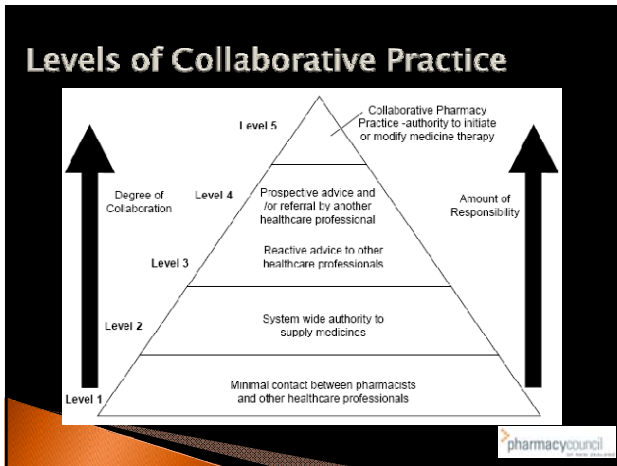 Levels of Collaborative Practice
Level 5
Collaborative Pharmacy
Practice -authority to initiate
or modify medicine therapy
Degree of
Collaboration
Level 4
Prospective advice and
/or referral by another
healthcare professional
Amount of
Responsibility
Level 3
Reactive advice to other
healthcare professionals
Level 2
System wide authority to
supply medicines
Level 1
Minimal contact between pharmacists
and other healthcare professionals
pharmacycouncil
OF NEW ZEALAND